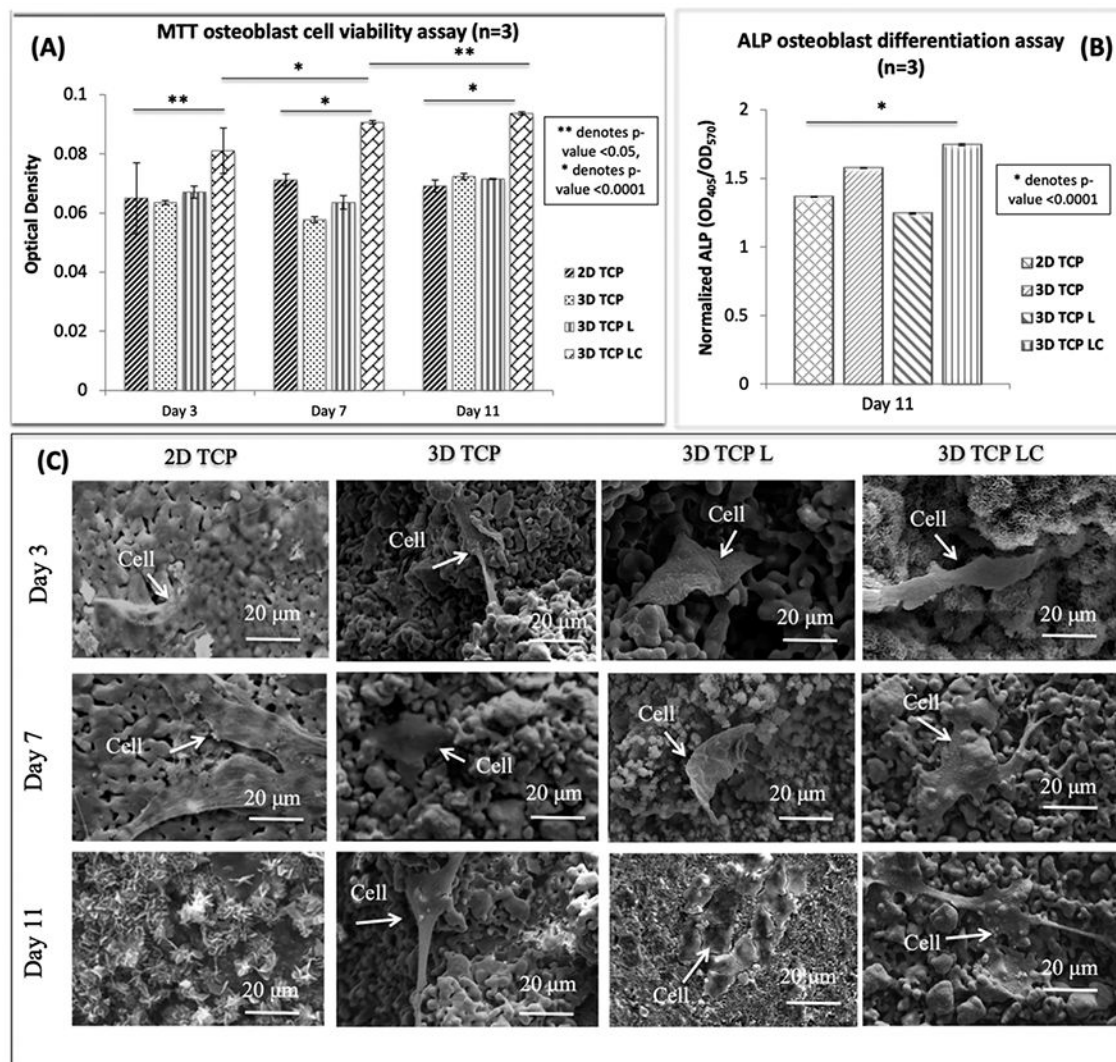 (A)
MTT osteoblast cell viability assay (n=3)
**
*
**
*
*
0.1
0.08
0.06
0.04
0.02
0
Optical Density
Day 3
Day 7
Day 11
** denotes p-
value <0.05,
* denotes p-
value <0.0001
2D TCP
3D TCP
3D TCP L
3D TCP LC
ALP osteoblast differentiation assay
(n=3)
(B)
*
2
1.5
1
0.5
0
Normalized ALP (OD405/OD570)
Day 11
* denotes p-
value <0.0001
2D TCP
3D TCP
3D TCP L
3D TCP LC
(C)
2D TCP
3D TCP
3D TCP L
3D TCP LC
Day 3
Cell
20 µm
Cell
20 µm
Cell
20 µm
Cell
20 µm
Day 7
Cell
20 µm
Cell
20 µm
Cell
20 µm
Cell
20 µm
Day 11
20 µm
Cell
20 µm
Cell
20 µm
Cell
20 µm